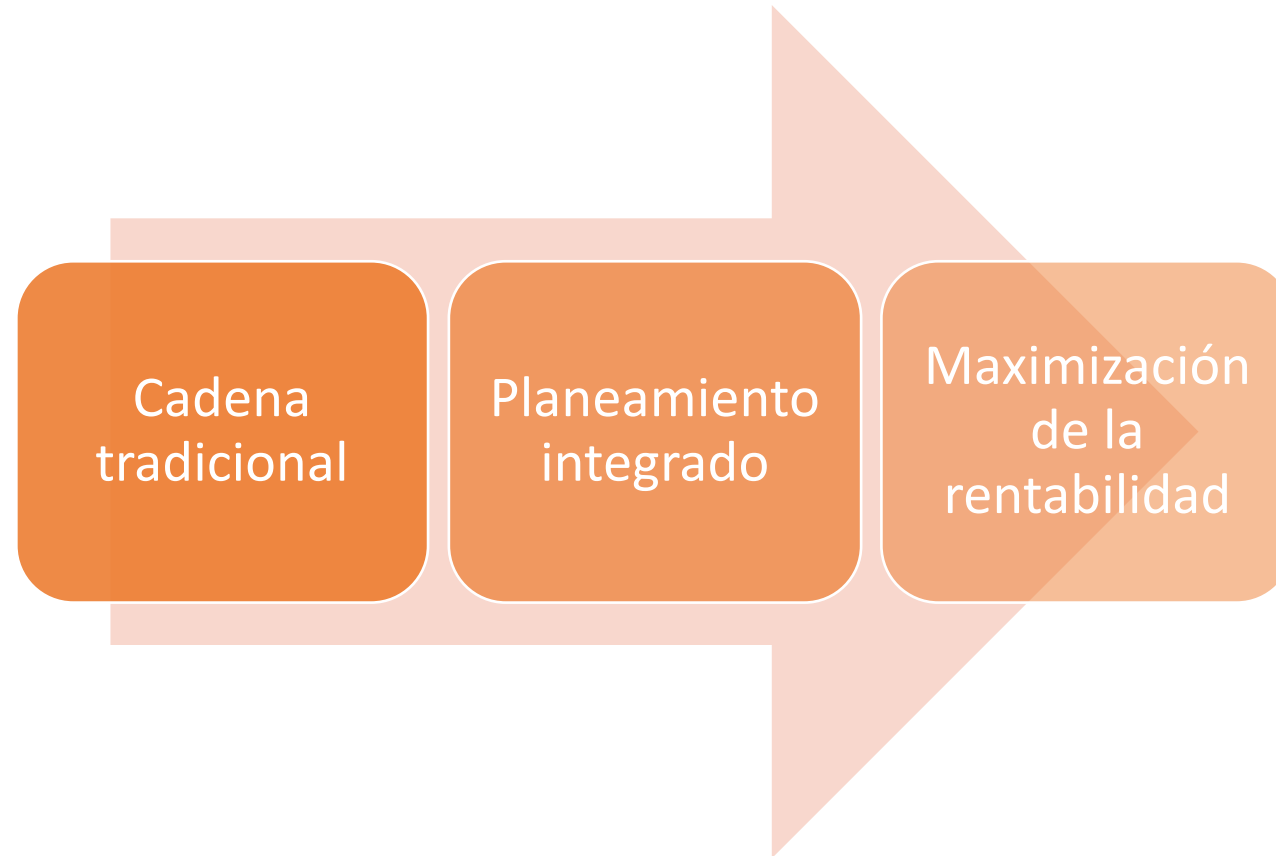 Cadena
tradicional
Planeamiento
integrado
Maximización
de la
rentabilidad